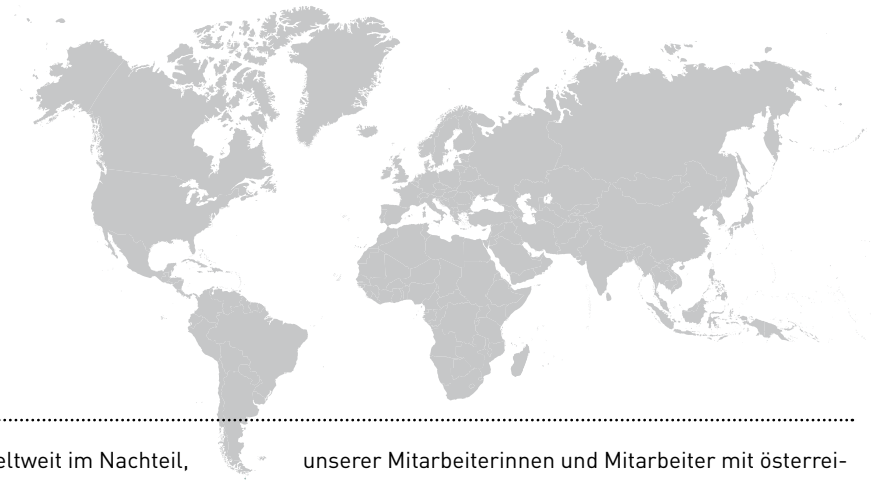 eltweit im Nachteil,
unserer Mitarbeiterinnen und Mitarbeiter mit österrei-